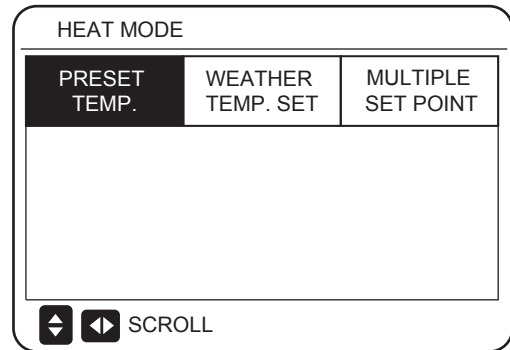 HEAT MODE
PRESET TEMP.
WEATHER TEMP. SET
MULTIPLE SET POINT
SCROLL